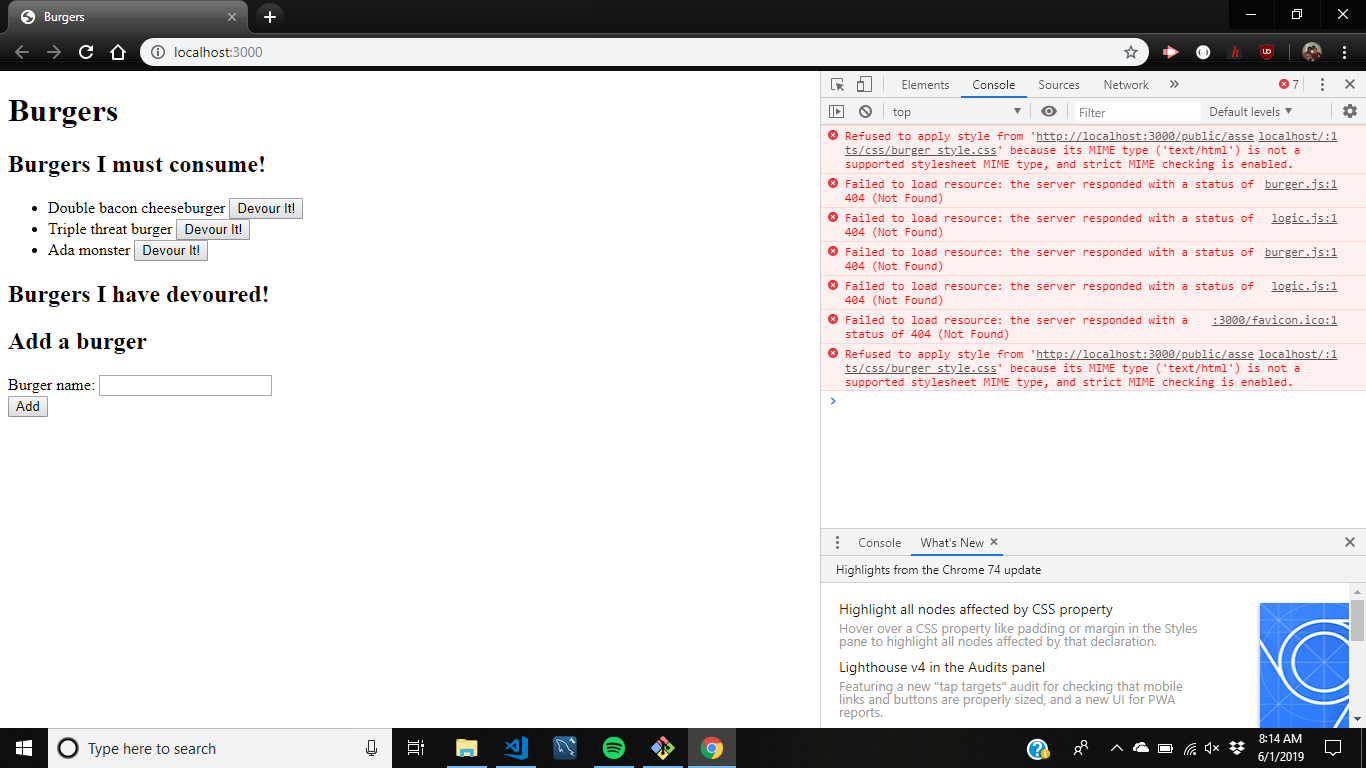 Burgers
localhost:3000
Burgers
Burgers I must consume!
Double bacon cheeseburger Devour It!
Triple threat burger Devour It!
Ada monster Devour It!
Burgers I have devoured!
Add a burger
Burger name:
Add
Elements Console Sources Network » 7
top Filter Default levels
Refused to apply style from 'http://localhost:3000/public/asse localhost/:1
ts/css/burger_style.css' because its MIME type ('text/html') is not a
supported stylesheet MIME type, and strict MIME checking is enabled.
Failed to load resource: the server responded with a status of burger.js:1
404 (Not Found)
Failed to load resource: the server responded with a status of logic.js:1
404 (Not Found)
Failed to load resource: the server responded with a status of burger.js:1
404 (Not Found)
Failed to load resource: the server responded with a status of logic.js:1
404 (Not Found)
Failed to load resource: the server responded with a :3000/favicon.ico:1
status of 404 (Not Found)
Refused to apply style from 'http://localhost:3000/public/asse localhost/:1
ts/css/burger_style.css' because its MIME type ('text/html') is not a
supported stylesheet MIME type, and strict MIME checking is enabled.
Console What's New
Highlights from the Chrome 74 update
Highlight all nodes affected by CSS property
Hover over a CSS property like padding or margin in the Styles
pane to highlight all nodes affected by that declaration.
Lighthouse v4 in the Audits panel
Featuring a new "tap targets" audit for checking that mobile
links and buttons are properly sized, and a new UI for PWA
reports.
Type here to search
8:14 AM
6/1/2019